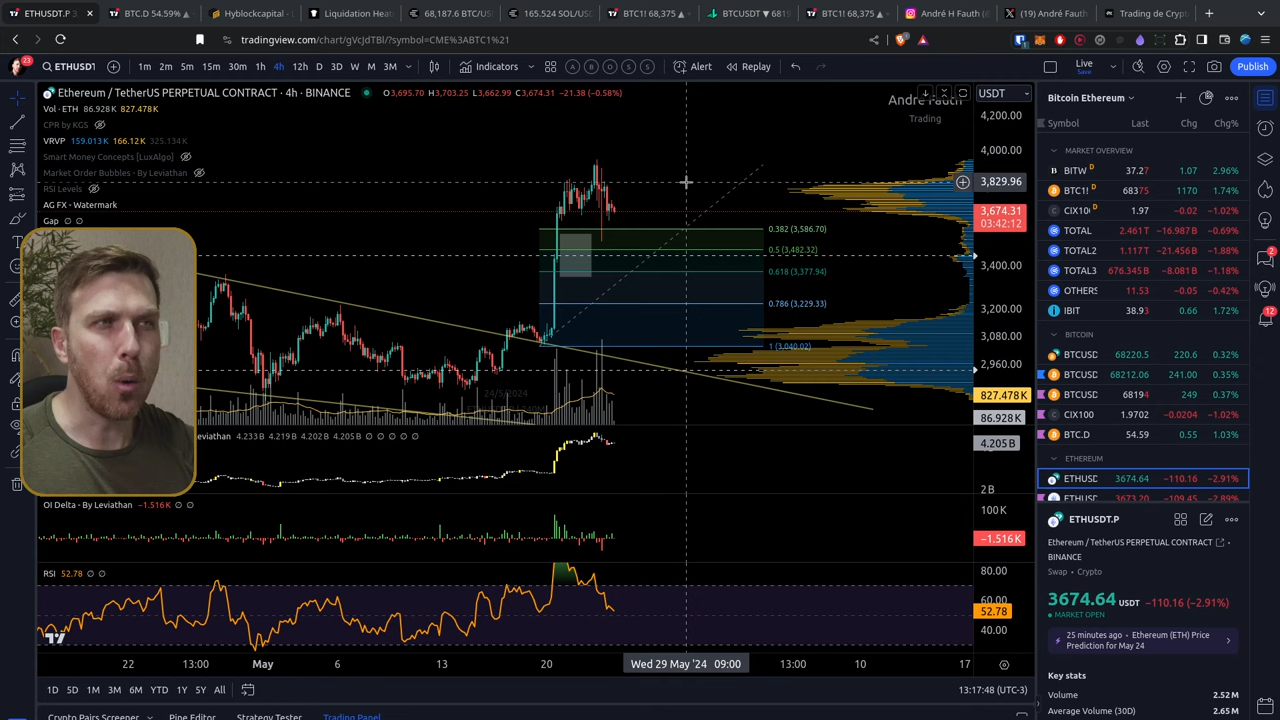 ETHUSDT.P 3
BTC.D 54.59% ▲
Hyblockcapital -
Liquidation Heat
68,187.6 BTC/US
165.524 SOL/USD
BTC1! 68,375 ▲
BTCUSDT ▼ 6819
BTC1! 68,375 ▲
André H Fauth
(29) André Fauth
Trading de Crypt
tradingview.com/chart/qVcJdTBl/?symbol=CME%3ABTC1%21
23
ETHUSDT
1m 2m 5m 15m 30m 1h 4h 12h D 3D W M 3M
Indicators
A B O S S
Alert
Replay
Live
Save
Publish
Ethereum / TetherUS PERPETUAL CONTRACT · 4h · BINANCE
O3,695.70 H3,703.25 L3,662.99 C3,674.31 −21.38 (−0.58%)
Vol · ETH 86.928K 827.478K
CPR by KGS
VRVP 159.013K 166.12K 325.134K
Smart Money Concepts [LuxAlgo]
Market Order Bubbles - By Leviathan
RSI Levels
AG FX - Watermark
Gap
André Fauth
Trading
USDT
4,200.00
4,000.00
3,829.96
3,674.31
03:42:12
3,400.00
3,200.00
3,080.00
2,960.00
827.478K
86.928K
0.382 (3,586.70)
0.5 (3,482.32)
0.618 (3,377.94)
0.786 (3,229.33)
1 (3,040.02)
24/5/2024
eviathan 4.233B 4.219B 4.202B 4.205B
4.205B
2B
OI Delta - By Leviathan −1.516K
100K
−1.516K
RSI 52.78
80.00
60.00
52.78
40.00
22 13:00 May 6 13 20 Wed 29 May '24 09:00 13:00 10 17
1D 5D 1M 3M 6M YTD 1Y 5Y All
13:17:48 (UTC-3)
Crypto Pairs Screener
Pine Editor
Strategy Tester
Trading Panel
Bitcoin Ethereum
Symbol Last Chg Chg%
MARKET OVERVIEW
BITW D 37.27 1.07 2.96%
BTC1! D 68375 1170 1.74%
CIX100 D 1.97 −0.02 −1.02%
TOTAL 2.461T −16.987B −0.69%
TOTAL2 1.117T −21.456B −1.88%
TOTAL3 676.345B −8.081B −1.18%
OTHERS 11.53 −0.05 −0.42%
IBIT 38.93 0.66 1.72%
BITCOIN
BTCUSD 68220.5 220.6 0.32%
BTCUSD 68212.06 241.00 0.35%
BTCUSD 68194 249 0.37%
CIX100 1.9702 −0.0204 −1.02%
BTC.D 54.59 0.55 1.03%
ETHEREUM
ETHUSD 3674.64 −110.16 −2.91%
ETHUSD 3673.20 −109.45 −2.89%
2
12
ETHUSDT.P
Ethereum / TetherUS PERPETUAL CONTRACT ·
BINANCE
Swap · Crypto
3674.64 USDT −110.16 (−2.91%)
MARKET OPEN
25 minutes ago · Ethereum (ETH) Price
Prediction for May 24
Key stats
Volume 2.52 M
Average Volume (30D) 2.65 M